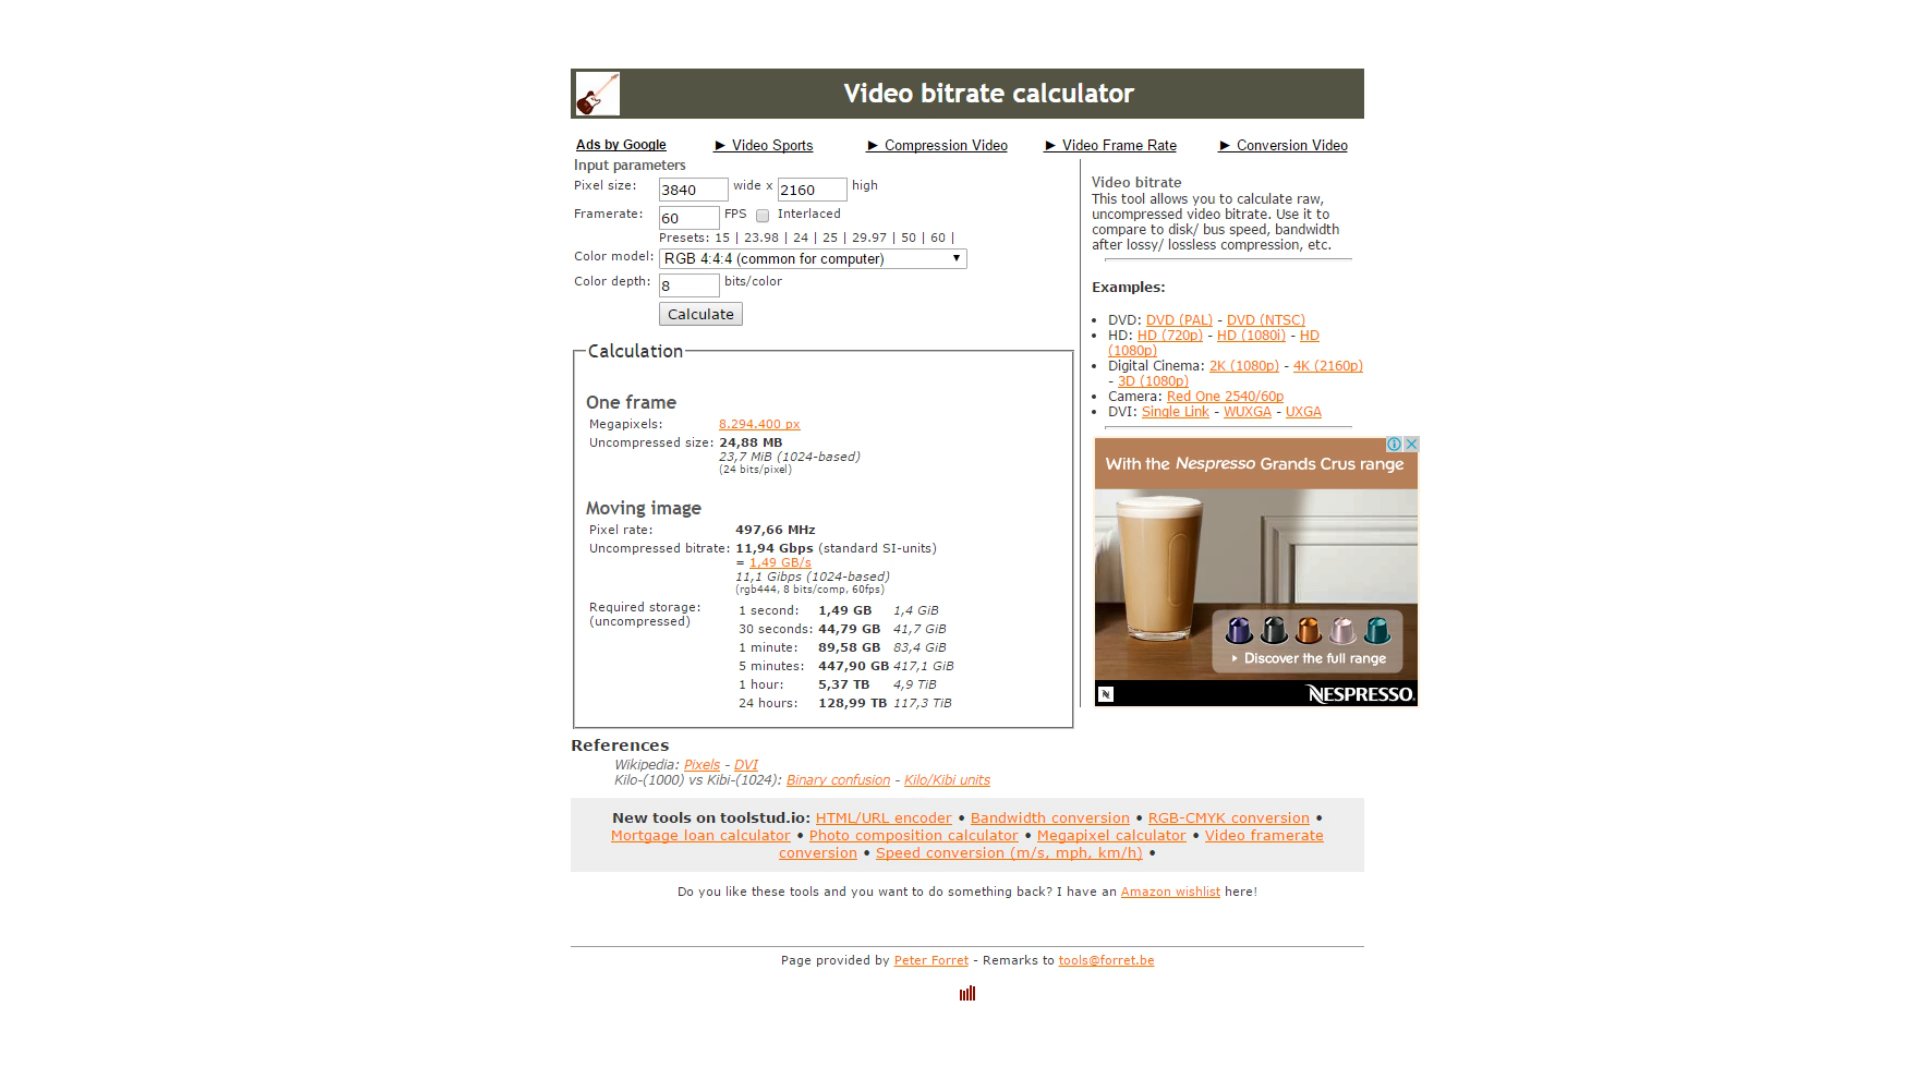 Video bitrate calculator
Ads by Google
► Video Sports
► Compression Video
► Video Frame Rate
► Conversion Video
Input parameters
Pixel size: 3840 wide x 2160 high
Framerate: 60 FPS Interlaced
Presets: 15 | 23.98 | 24 | 25 | 29.97 | 50 | 60 |
Color model: RGB 4:4:4 (common for computer) ▼
Color depth: 8 bits/color
Calculate
Calculation
One frame
Megapixels: 8.294.400 px
Uncompressed size: 24,88 MB
23,7 MiB (1024-based)
(24 bits/pixel)
Moving image
Pixel rate: 497,66 MHz
Uncompressed bitrate: 11,94 Gbps (standard SI-units)
= 1,49 GB/s
11,1 Gibps (1024-based)
(rgb444, 8 bits/comp, 60fps)
Required storage:
(uncompressed)
1 second: 1,49 GB 1,4 GiB
30 seconds: 44,79 GB 41,7 GiB
1 minute: 89,58 GB 83,4 GiB
5 minutes: 447,90 GB 417,1 GiB
1 hour: 5,37 TB 4,9 TiB
24 hours: 128,99 TB 117,3 TiB
Video bitrate
This tool allows you to calculate raw,
uncompressed video bitrate. Use it to
compare to disk/ bus speed, bandwidth
after lossy/ lossless compression, etc.
Examples:
• DVD: DVD (PAL) - DVD (NTSC)
• HD: HD (720p) - HD (1080i) - HD
(1080p)
• Digital Cinema: 2K (1080p) - 4K (2160p)
- 3D (1080p)
• Camera: Red One 2540/60p
• DVI: Single Link - WUXGA - UXGA
With the Nespresso Grands Crus range
Discover the full range
NESPRESSO.
References
Wikipedia: Pixels - DVI
Kilo-(1000) vs Kibi-(1024): Binary confusion - Kilo/Kibi units
New tools on toolstud.io: HTML/URL encoder • Bandwidth conversion • RGB-CMYK conversion •
Mortgage loan calculator • Photo composition calculator • Megapixel calculator • Video framerate
conversion • Speed conversion (m/s, mph, km/h) •
Do you like these tools and you want to do something back? I have an Amazon wishlist here!
Page provided by Peter Forret - Remarks to tools@forret.be